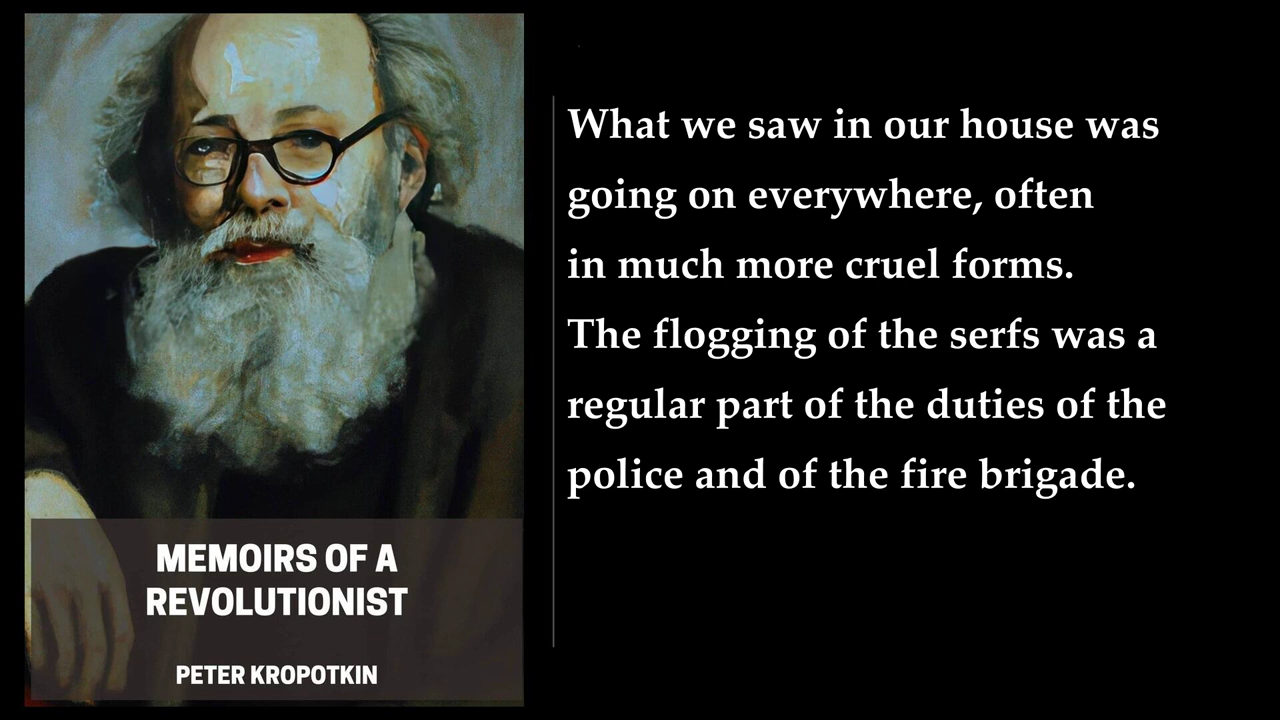 What we saw in our house was
going on everywhere, often
in much more cruel forms.
The flogging of the serfs was a
regular part of the duties of the
police and of the fire brigade.
MEMOIRS OF A
REVOLUTIONIST
PETER KROPOTKIN